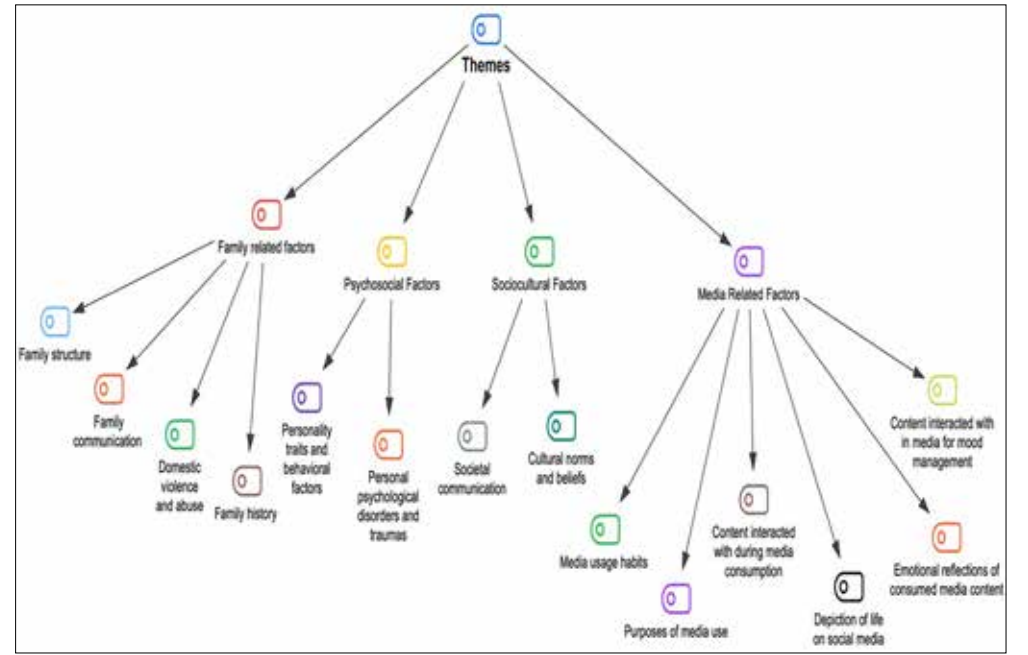 Themes
Family related factors
Psychosocial Factors
Sociocultural Factors
Media Related Factors
Family structure
Family
communication
Domestic
violence
and abuse
Family history
Personality
traits and
behavioral
factors
Personal
psychological
disorders and
traumas
Societal
communication
Cultural norms
and beliefs
Media usage habits
Purposes of media use
Content interacted
with during media
consumption
Depiction of life
on social media
Emotional reflections of
consumed media content
Content interacted with
in media for mood
management